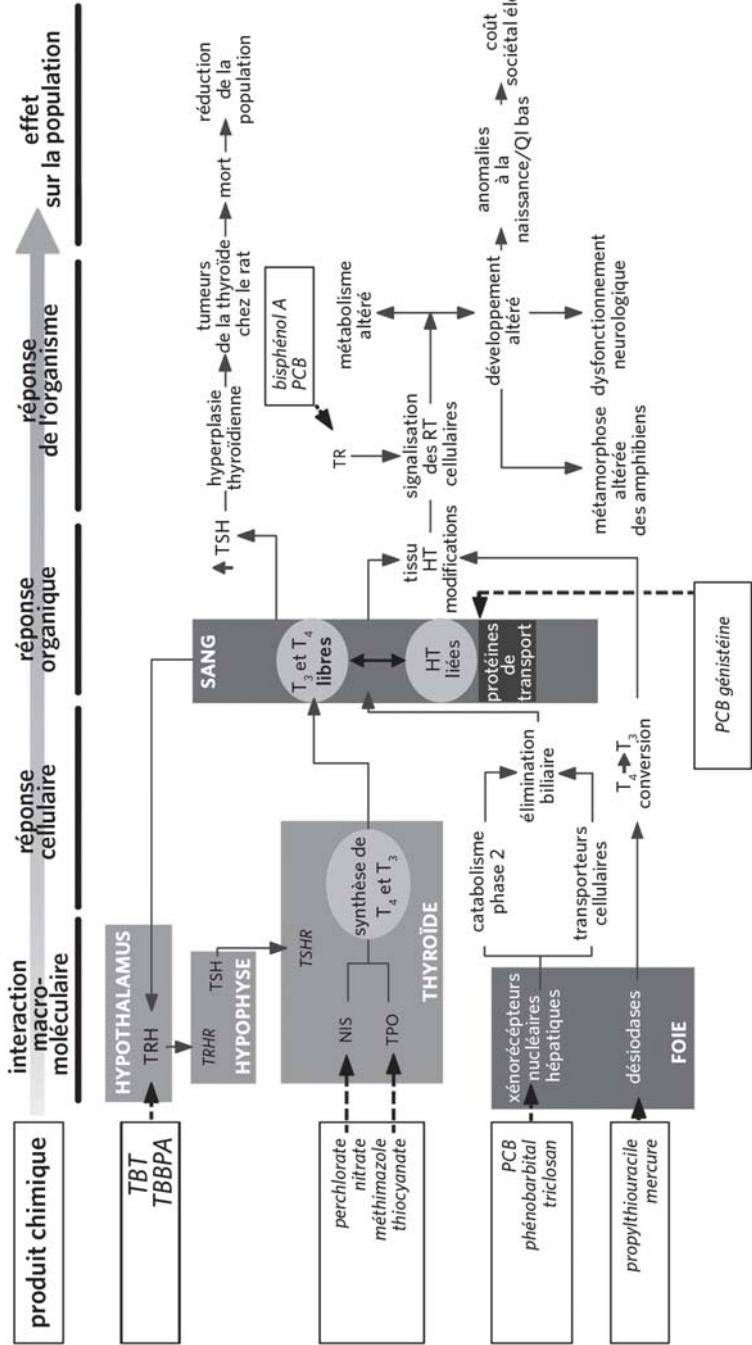 produit chimique
interaction
macro-
moléculaire
réponse
cellulaire
réponse
organique
réponse
de l'organisme
effet
sur la population
TBT
TBBPA
HYPOTHALAMUS
TRH
TRHR
HYPOPHYSE
TSH
perchlorate
nitrate
méthimazole
thiocyanate
NIS
TPO
TSHR
synthèse de
T4 et T3
THYROÏDE
PCB
phénobarbital
triclosan
xénorécépteurs
nucléaires
hépatiques
propylthiouracile
mercure
désiodases
FOIE
catabolisme
phase 2
transporteurs
cellulaires
élimination
biliaire
T4 T3
conversion
SANG
T3 et T4
libres
HT
liées
protéines
de
transport
PCB génistéine
TSH
hyperplasie
thyroïdienne
tumeurs
de la thyroïde
chez le rat
mort
réduction
de la
population
bisphénol A
PCB
TR
tissu
HT
modifications
signalisation
des RT
cellulaires
métabolisme
altéré
développement
altéré
métamorphose
altérée
des amphibiens
dysfonctionnement
neurologique
anomalies
à la
naissance/QI bas
coût
sociétal éle